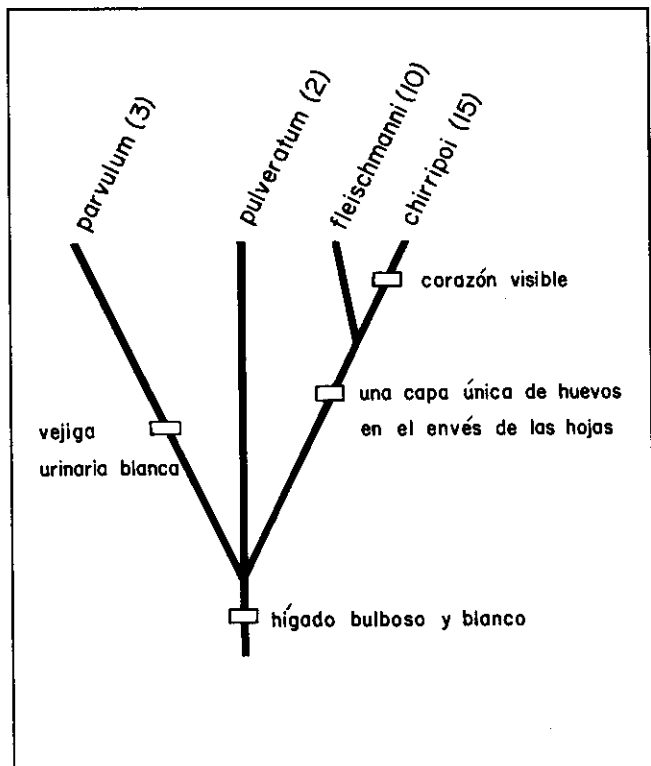 parvulum (3)
pulveratum (2)
fleischmanni (10)
chirripoi (15)
corazón visible
una capa única de huevos
en el envés de las hojas
vejiga
urinaria blanca
hígado bulboso y blanco